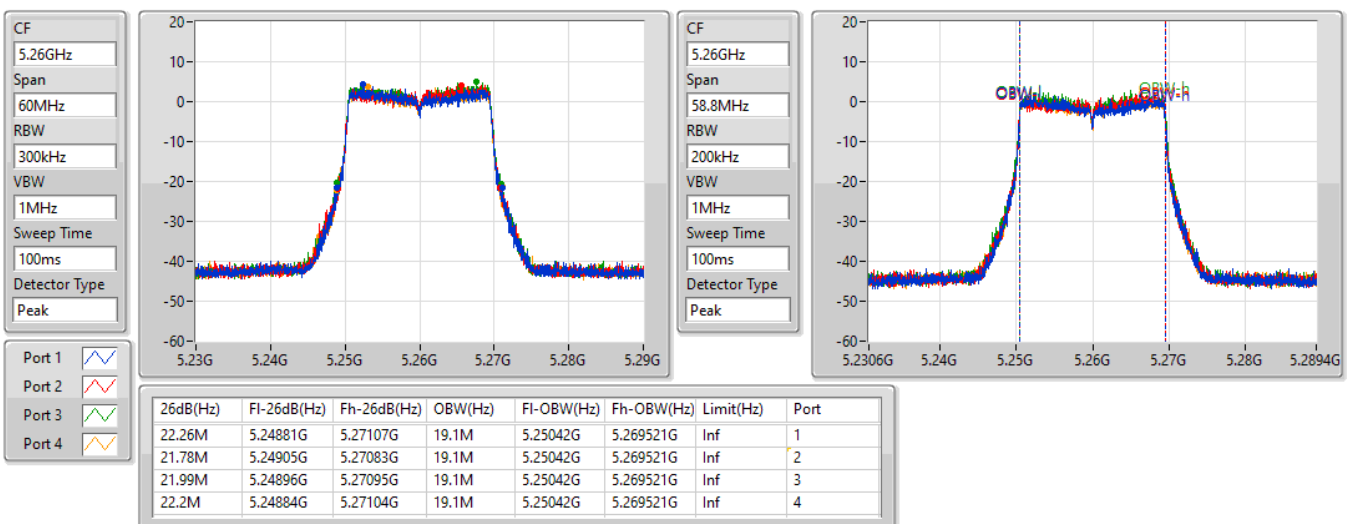 CF
5.26GHz
Span
60MHz
RBW
300kHz
VBW
1MHz
Sweep Time
100ms
Detector Type
Peak
20
10
0
-10
-20
-30
-40
-50
-60
5.23G 5.24G 5.25G 5.26G 5.27G 5.28G 5.29G
CF
5.26GHz
Span
58.8MHz
RBW
200kHz
VBW
1MHz
Sweep Time
100ms
Detector Type
Peak
20
10
0
-10
-20
-30
-40
-50
-60
OBW-h
5.2306G 5.24G 5.25G 5.26G 5.27G 5.28G 5.2894G
Port 1
Port 2
Port 3
Port 4
26dB(Hz) Fl-26dB(Hz) Fh-26dB(Hz) OBW(Hz) Fl-OBW(Hz) Fh-OBW(Hz) Limit(Hz) Port
22.26M 5.24881G 5.27107G 19.1M 5.25042G 5.269521G Inf 1
21.78M 5.24905G 5.27083G 19.1M 5.25042G 5.269521G Inf 2
21.99M 5.24896G 5.27095G 19.1M 5.25042G 5.269521G Inf 3
22.2M 5.24884G 5.27104G 19.1M 5.25042G 5.269521G Inf 4